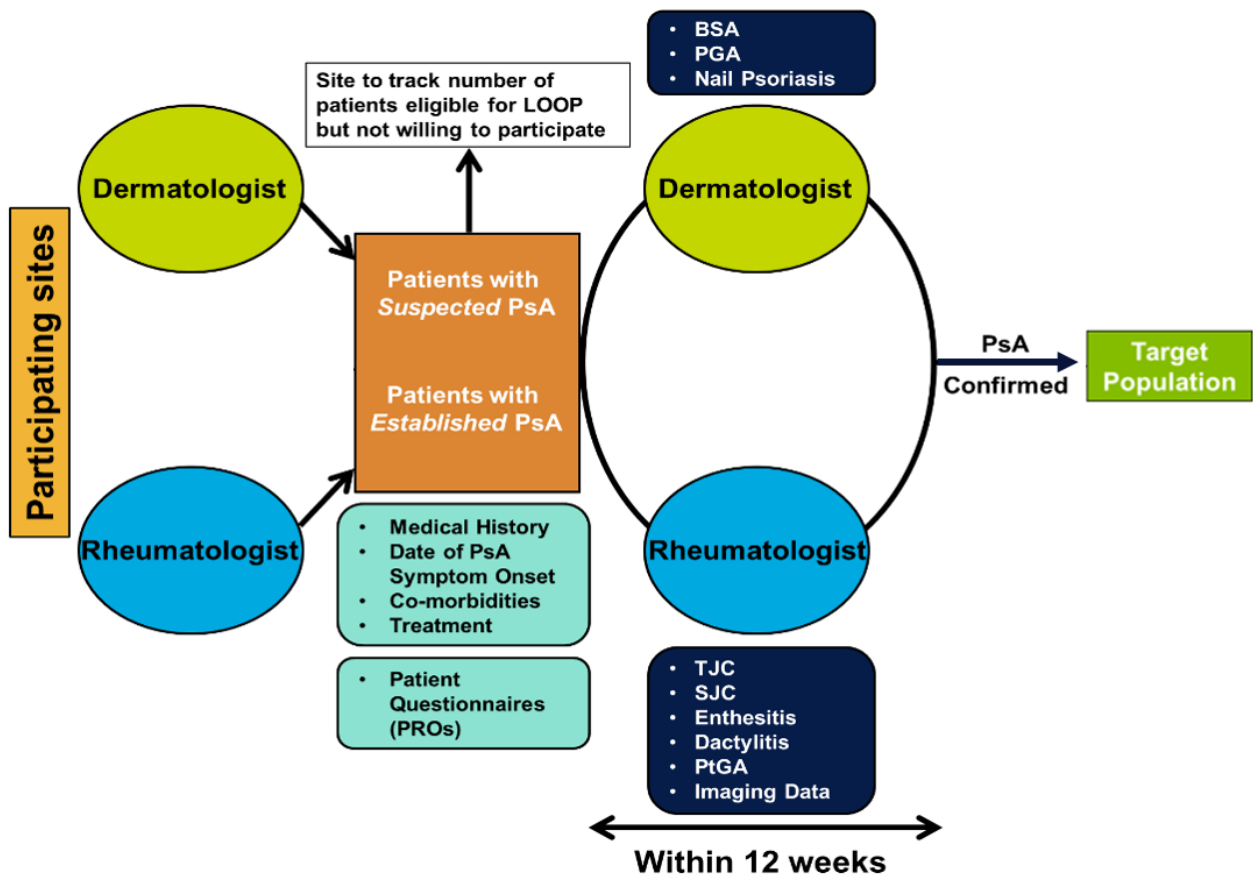 Participating sites
Dermatologist
Rheumatologist
Site to track number of
patients eligible for LOOP
but not willing to participate
Patients with
Suspected PsA
Patients with
Established PsA
• Medical History
• Date of PsA
Symptom Onset
• Co-morbidities
• Treatment
• Patient
Questionnaires
(PROs)
• BSA
• PGA
• Nail Psoriasis
Dermatologist
Rheumatologist
• TJC
• SJC
• Enthesitis
• Dactylitis
• PtGA
• Imaging Data
Within 12 weeks
PsA
Confirmed
Target
Population